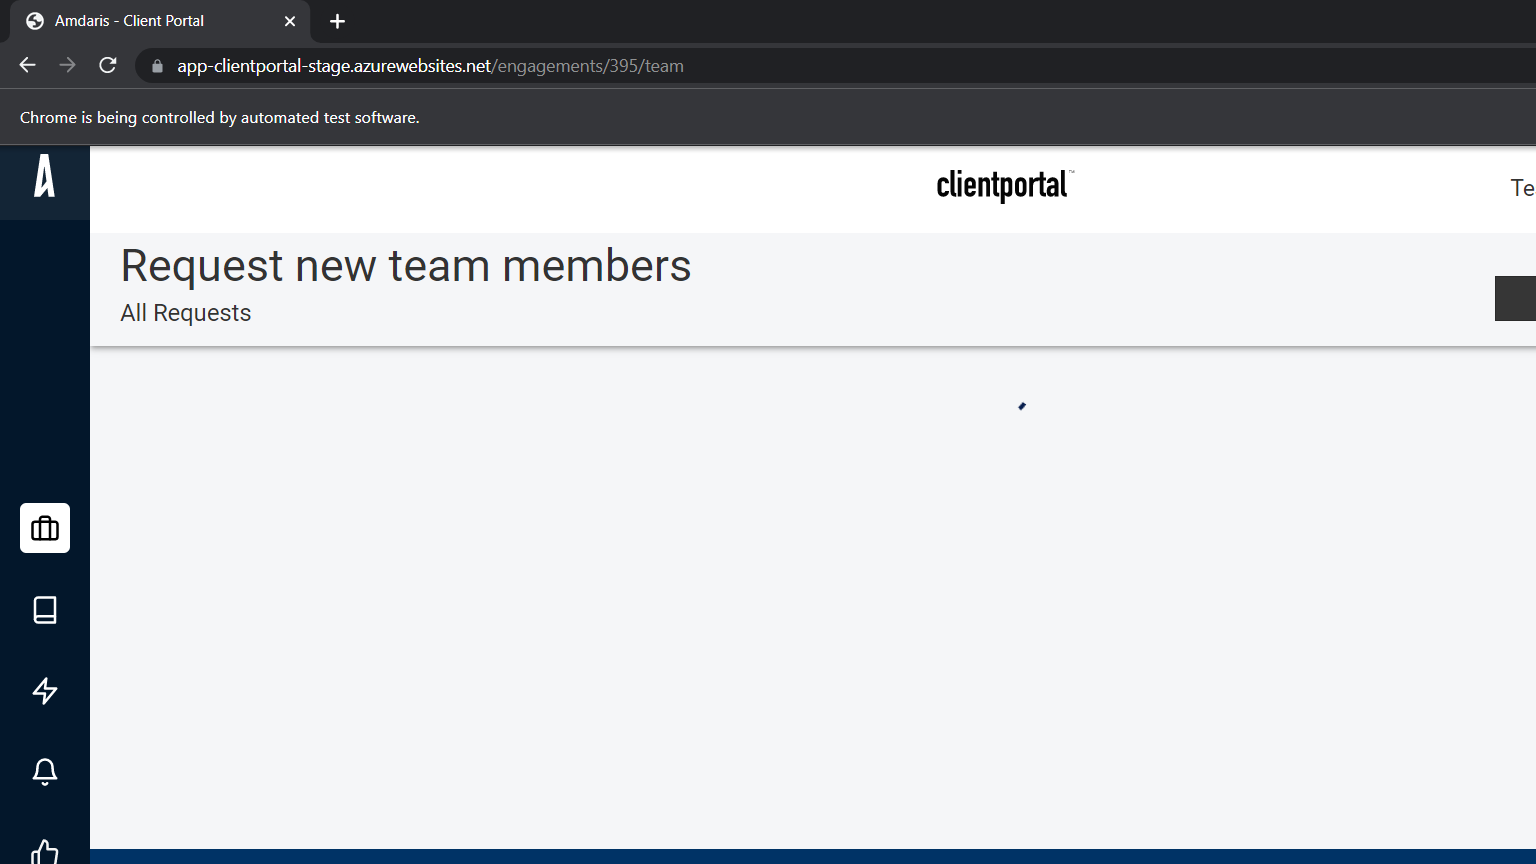 Amdaris - Client Portal
app-clientportal-stage.azurewebsites.net/engagements/395/team
Chrome is being controlled by automated test software.
clientportal™
Te
Request new team members
All Requests